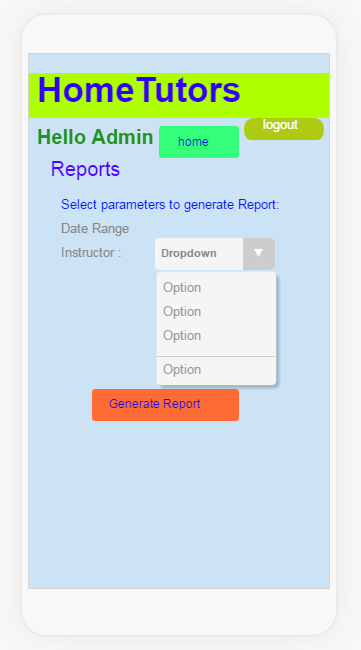 HomeTutors
logout
Hello Admin
home
Reports
Select parameters to generate Report:
Date Range
Instructor :
Dropdown
Option
Option
Option
Option
Generate Report